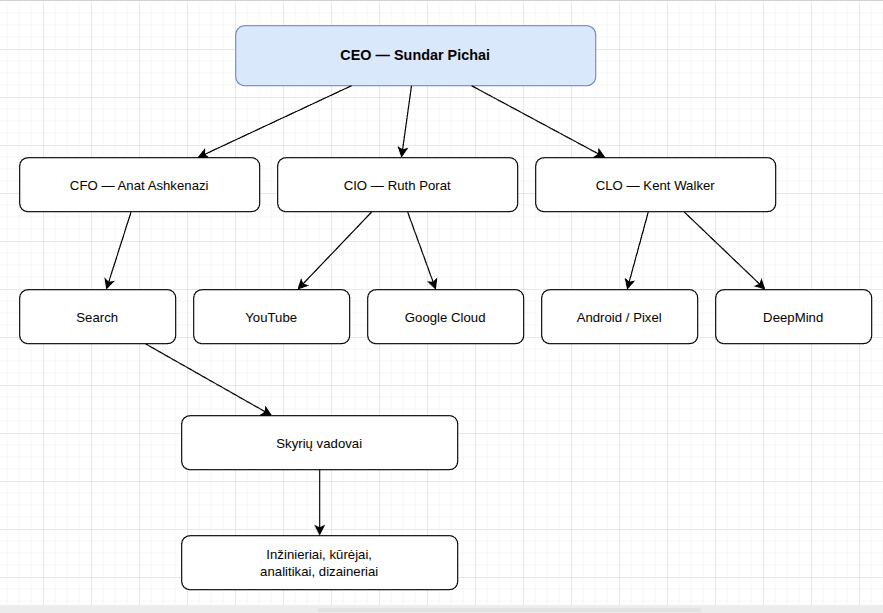 CEO — Sundar Pichai
CFO — Anat Ashkenazi
CIO — Ruth Porat
CLO — Kent Walker
Search
YouTube
Google Cloud
Android / Pixel
DeepMind
Skyrių vadovai
Inžinieriai, kūrėjai,
analitikai, dizaineriai